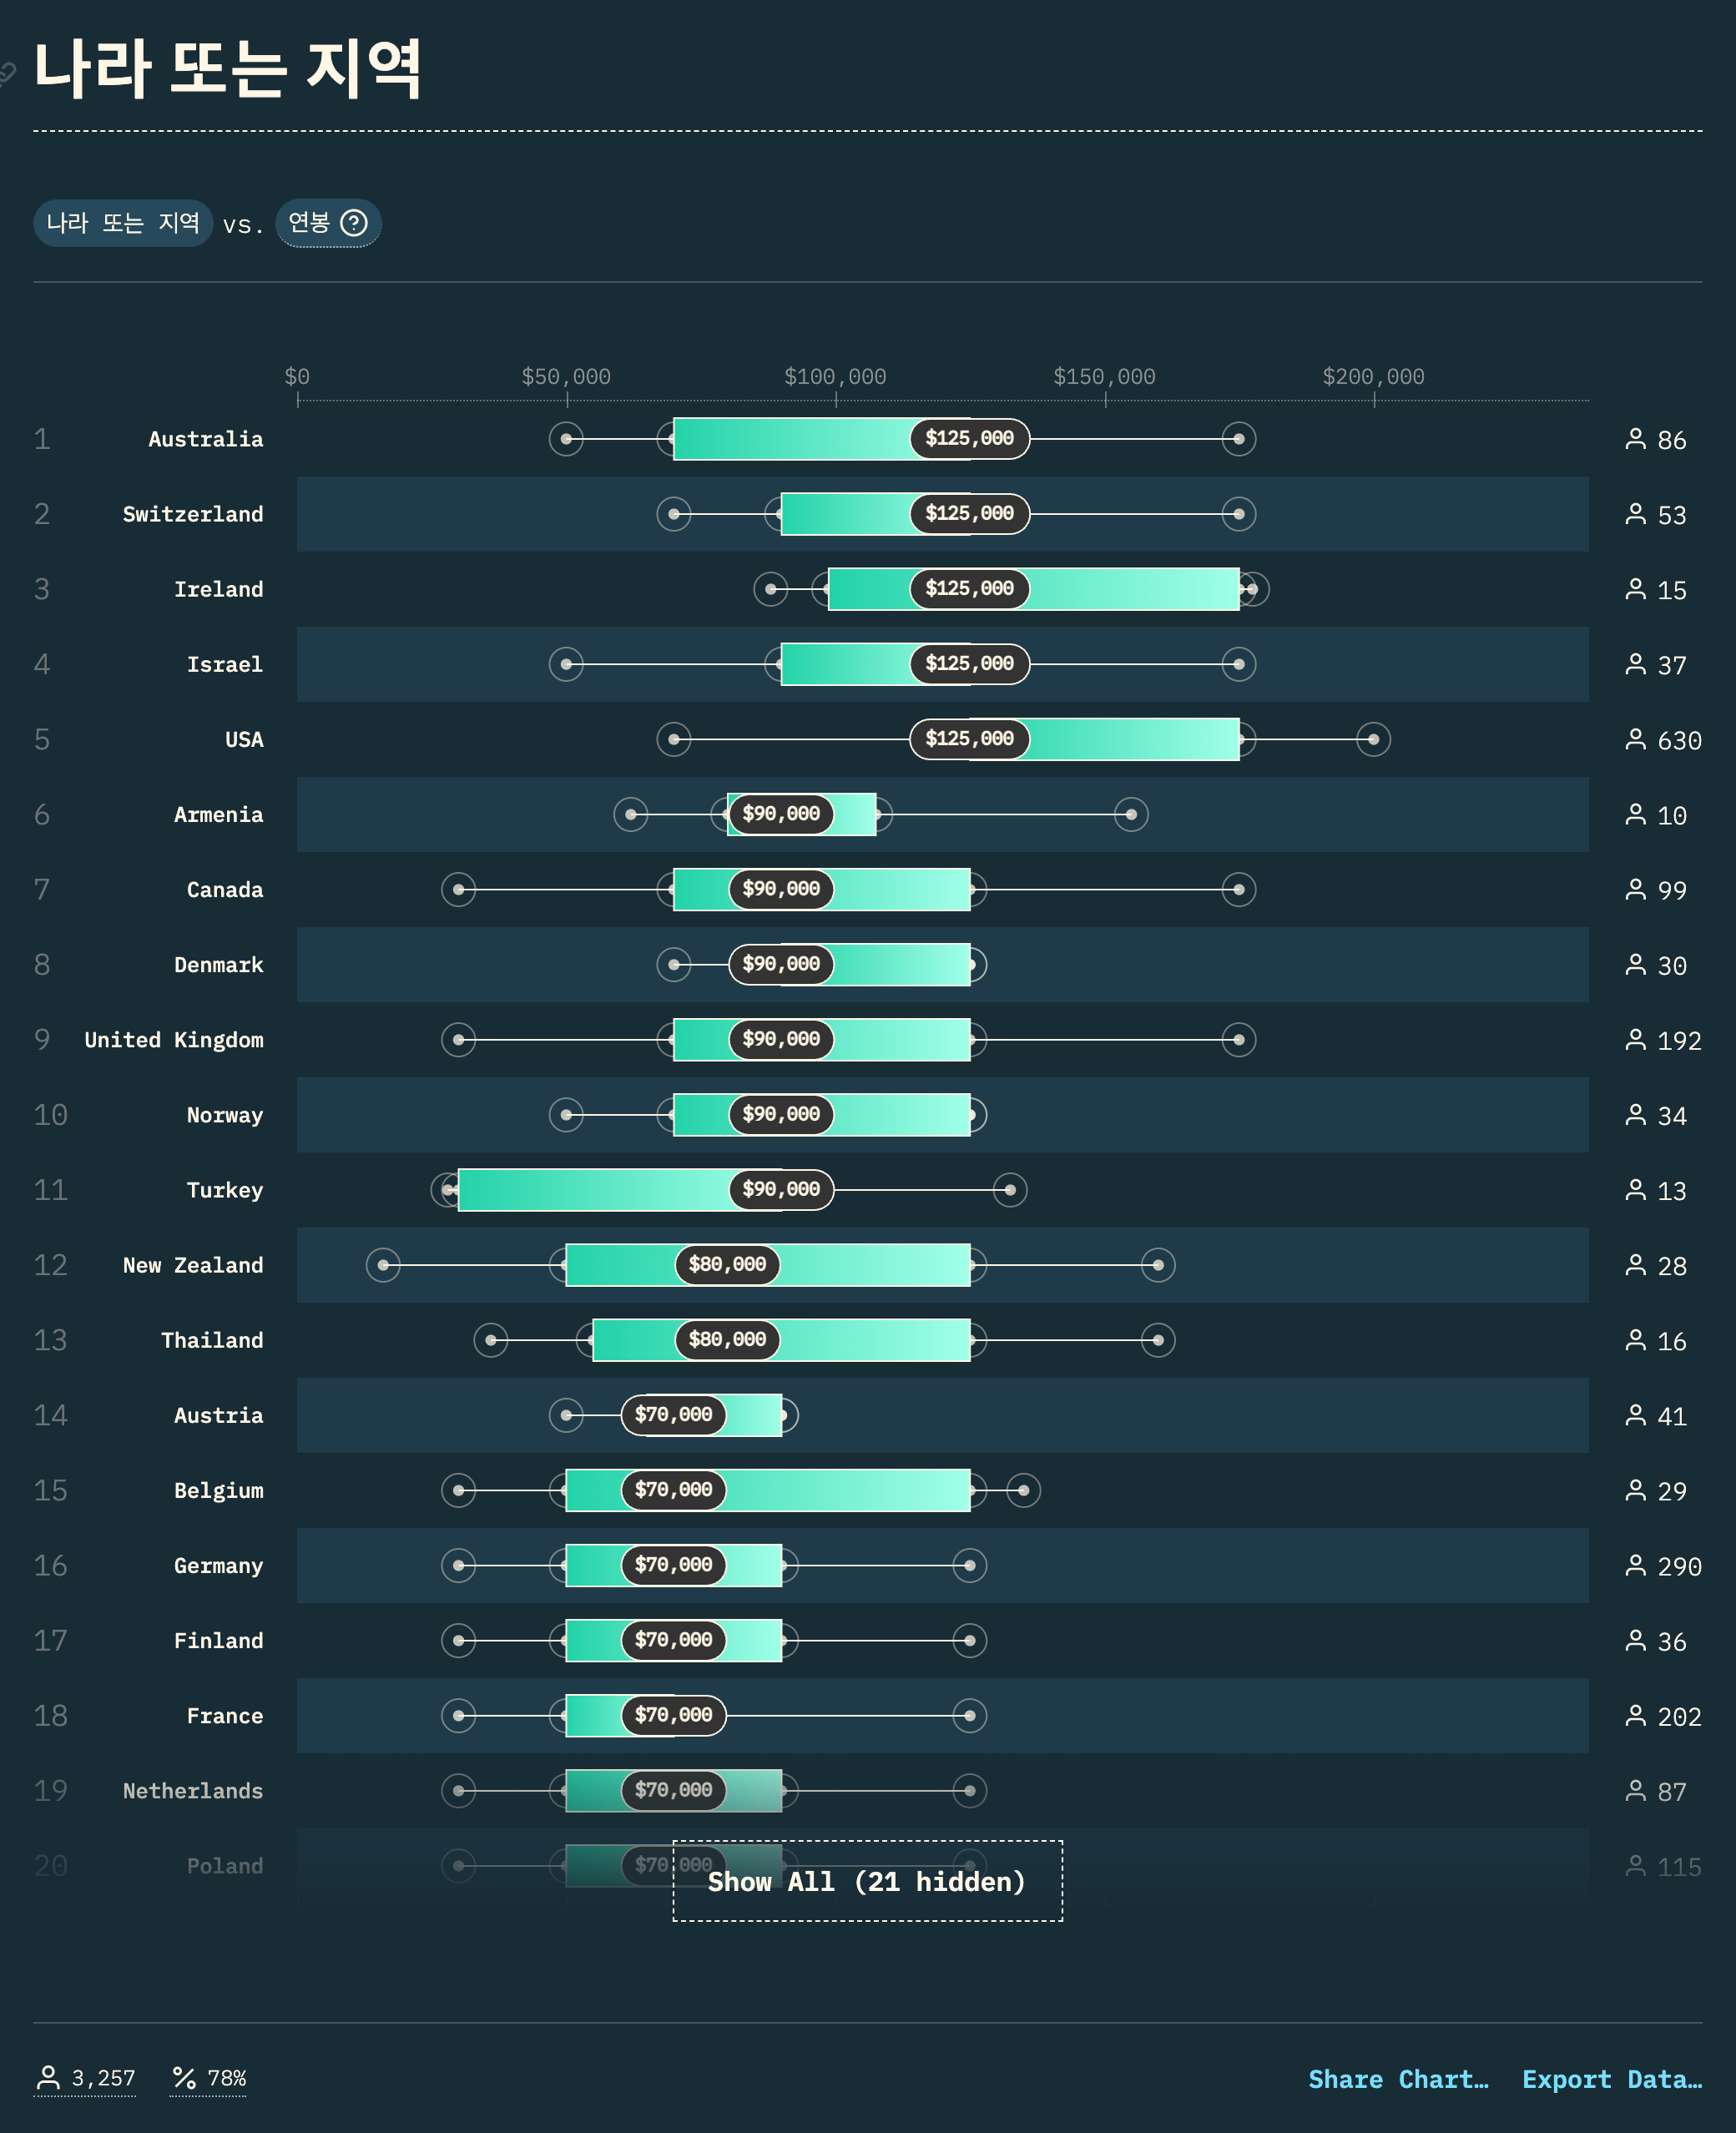 나라 또는 지역
나라 또는 지역 vs. 연봉 ?
$0 $50,000 $100,000 $150,000 $200,000
1 Australia $125,000 86
2 Switzerland $125,000 53
3 Ireland $125,000 15
4 Israel $125,000 37
5 USA $125,000 630
6 Armenia $90,000 10
7 Canada $90,000 99
8 Denmark $90,000 30
9 United Kingdom $90,000 192
10 Norway $90,000 34
11 Turkey $90,000 13
12 New Zealand $80,000 28
13 Thailand $80,000 16
14 Austria $70,000 41
15 Belgium $70,000 29
16 Germany $70,000 290
17 Finland $70,000 36
18 France $70,000 202
19 Netherlands $70,000 87
20 Poland $70,000 115
Show All (21 hidden)
3,257 % 78% Share Chart… Export Data…